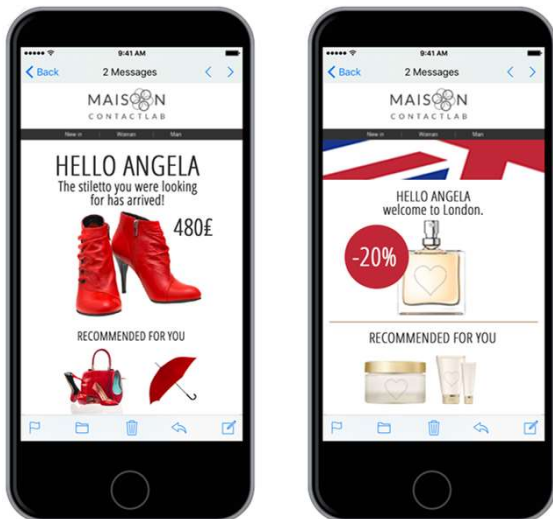 9:41 AM
Back
2 Messages
MAISON
CONTACTLAB
New in
Woman
Man
HELLO ANGELA
The stiletto you were looking
for has arrived!
480£
RECOMMENDED FOR YOU
9:41 AM
Back
2 Messages
MAISON
CONTACTLAB
New in
Woman
Man
HELLO ANGELA
welcome to London.
-20%
RECOMMENDED FOR YOU